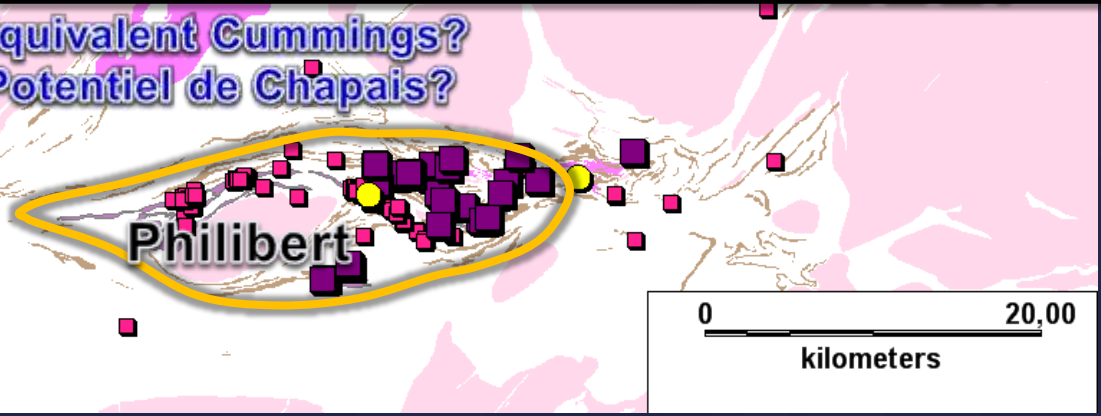 quivalent Cummings?
Potentiel de Chapais?
Philibert
0 20,00
kilometers